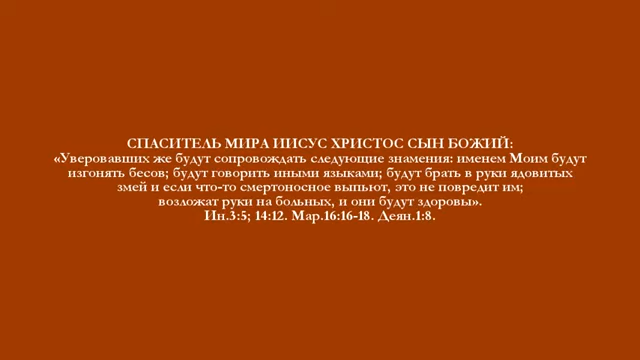 СПАСИТЕЛЬ МИРА ИИСУС ХРИСТОС СЫН БОЖИЙ:
«Уверовавших же будут сопровождать следующие знамения: именем Моим будут
изгонять бесов; будут говорить иными языками; будут брать в руки ядовитых
змей и если что-то смертоносное выпьют, это не повредит им;
возложат руки на больных, и они будут здоровы».
Ин.3:5; 14:12. Мар.16:16-18. Деян.1:8.